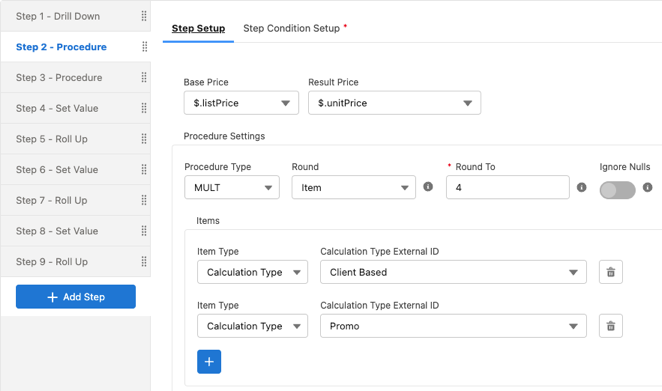 Step 1 - Drill Down
Step 2 - Procedure
Step 3 - Procedure
Step 4 - Set Value
Step 5 - Roll Up
Step 6 - Set Value
Step 7 - Roll Up
Step 8 - Set Value
Step 9 - Roll Up
+ Add Step
Step Setup Step Condition Setup *
Base Price Result Price
$.listPrice $.unitPrice
Procedure Settings
Procedure Type Round * Round To Ignore Nulls
MULT Item 4
Items
Item Type Calculation Type External ID
Calculation Type Client Based
Item Type Calculation Type External ID
Calculation Type Promo
+